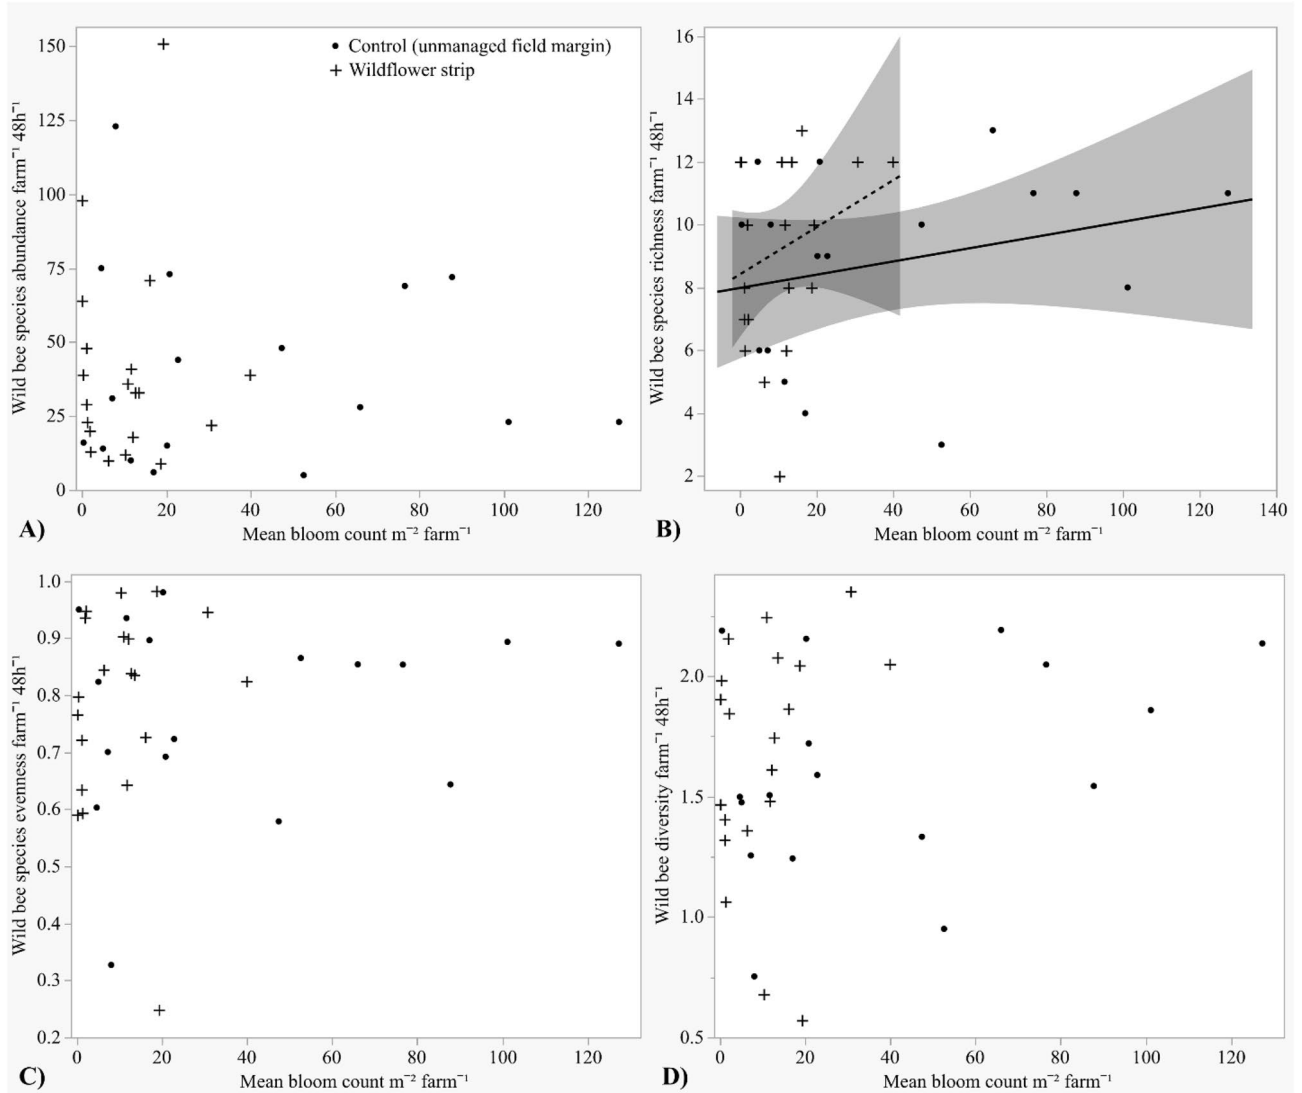 150
125
100
75
50
25
0
Wild bee species abundance farm⁻¹ 48h⁻¹
Control (unmanaged field margin)
Wildflower strip
0 20 40 60 80 100 120
Mean bloom count m⁻² farm⁻¹
A)
16
14
12
10
8
6
4
2
Wild bee species richness farm⁻¹ 48h⁻¹
0 20 40 60 80 100 120 140
Mean bloom count m⁻² farm⁻¹
B)
1.0
0.9
0.8
0.7
0.6
0.5
0.4
0.3
0.2
Wild bee species evenness farm⁻¹ 48h⁻¹
0 20 40 60 80 100 120
Mean bloom count m⁻² farm⁻¹
C)
2.0
1.5
1.0
0.5
Wild bee diversity farm⁻¹ 48h⁻¹
0 20 40 60 80 100 120
Mean bloom count m⁻² farm⁻¹
D)